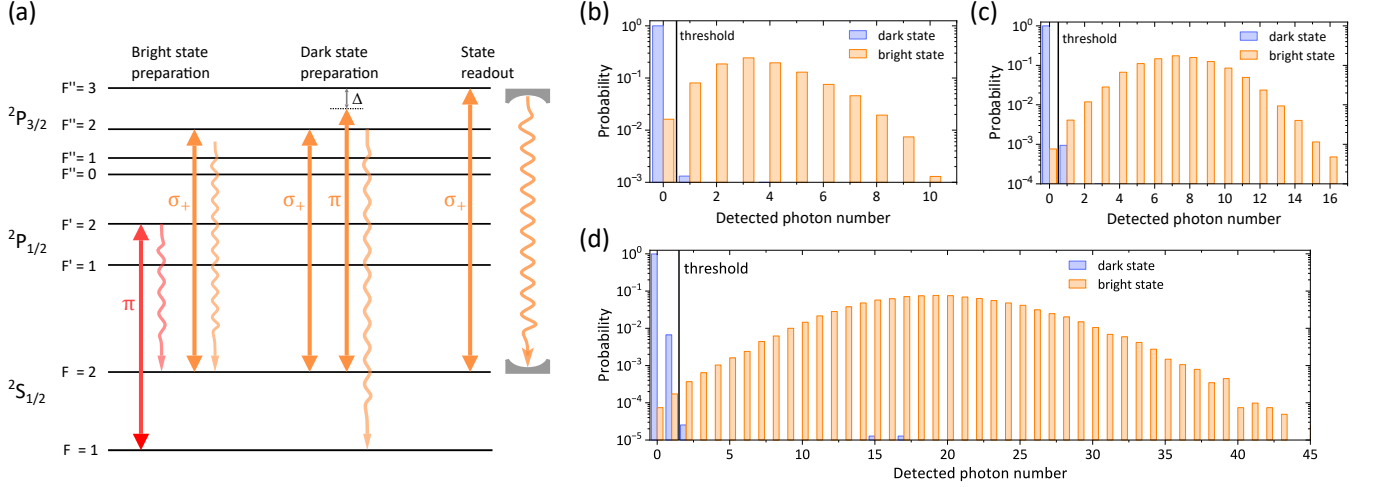 (a)
Bright state
preparation
Dark state
preparation
State
readout
F''= 3
Δ
²P₃/₂
F''= 2
F''= 1
F''= 0
σ₊
σ₊
π
σ₊
F'= 2
²P₁/₂
F'= 1
π
F = 2
²S₁/₂
F = 1
(b)
10⁰
10⁻¹
10⁻²
10⁻³
Probability
threshold
dark state
bright state
0 2 4 6 8 10
Detected photon number
(c)
10⁰
10⁻¹
10⁻²
10⁻³
10⁻⁴
Probability
threshold
dark state
bright state
0 2 4 6 8 10 12 14 16
Detected photon number
(d)
10⁰
10⁻¹
10⁻²
10⁻³
10⁻⁴
10⁻⁵
Probability
threshold
dark state
bright state
0 5 10 15 20 25 30 35 40 45
Detected photon number